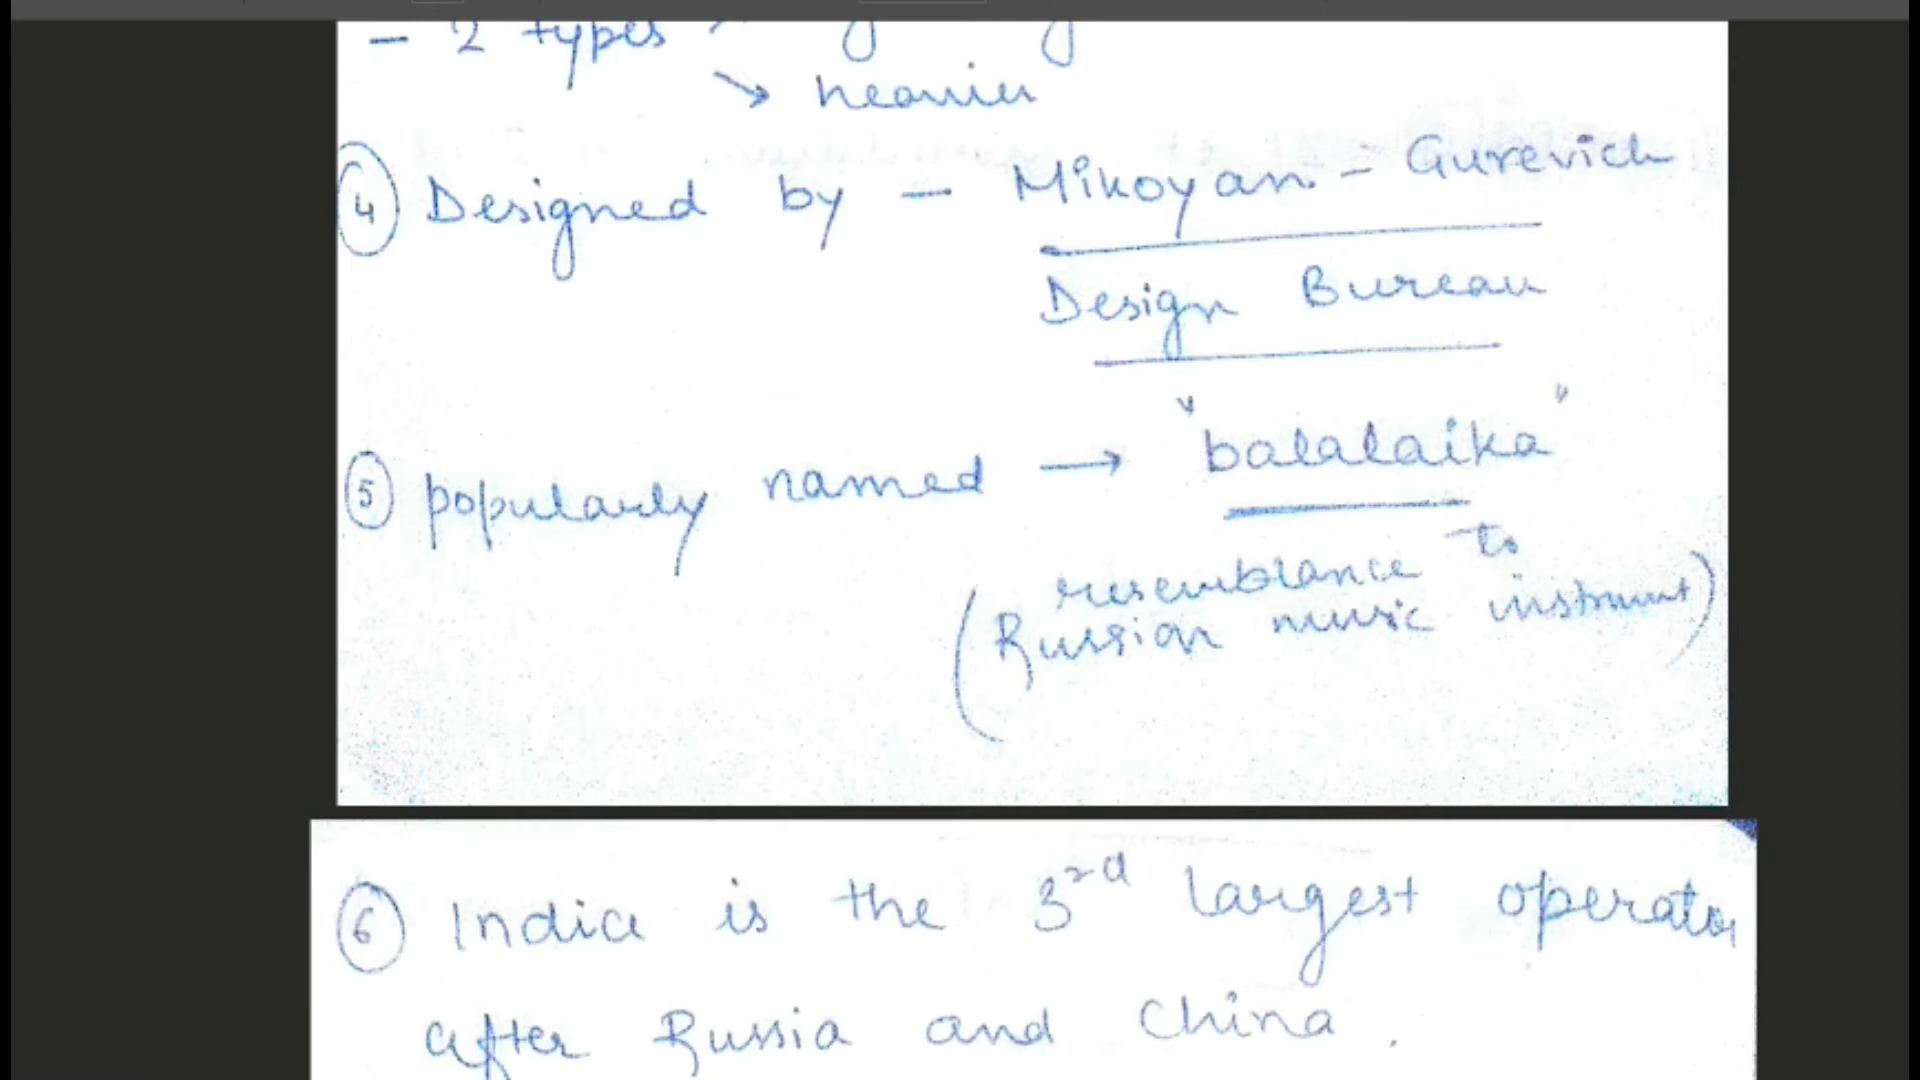 - 2 types
↘ heavier
④ Designed by - Mikoyan - Gurevich
Design Bureau
⑤ popularly named → "balalaika"
(resemblance to
Russian music instrument)
⑥ India is the 3rd largest operator
after Russia and China.